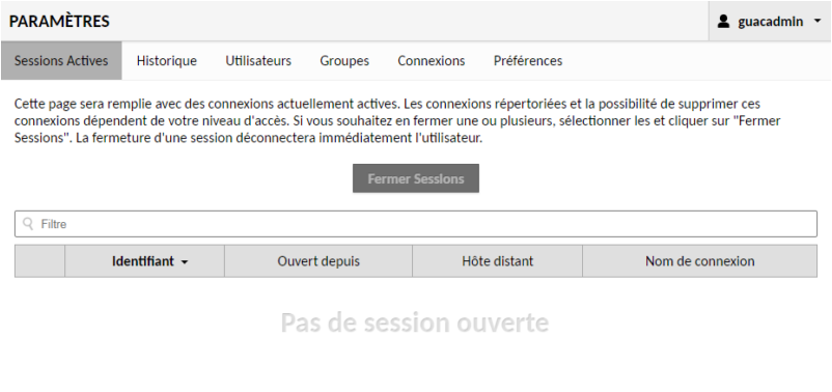 PARAMÈTRES
guacadmin
Sessions Actives Historique Utilisateurs Groupes Connexions Préférences
Cette page sera remplie avec des connexions actuellement actives. Les connexions répertoriées et la possibilité de supprimer ces
connexions dépendent de votre niveau d'accès. Si vous souhaitez en fermer une ou plusieurs, sélectionner les et cliquer sur "Fermer
Sessions". La fermeture d'une session déconnectera immédiatement l'utilisateur.
Fermer Sessions
Filtre
Identifiant Ouvert depuis Hôte distant Nom de connexion
Pas de session ouverte